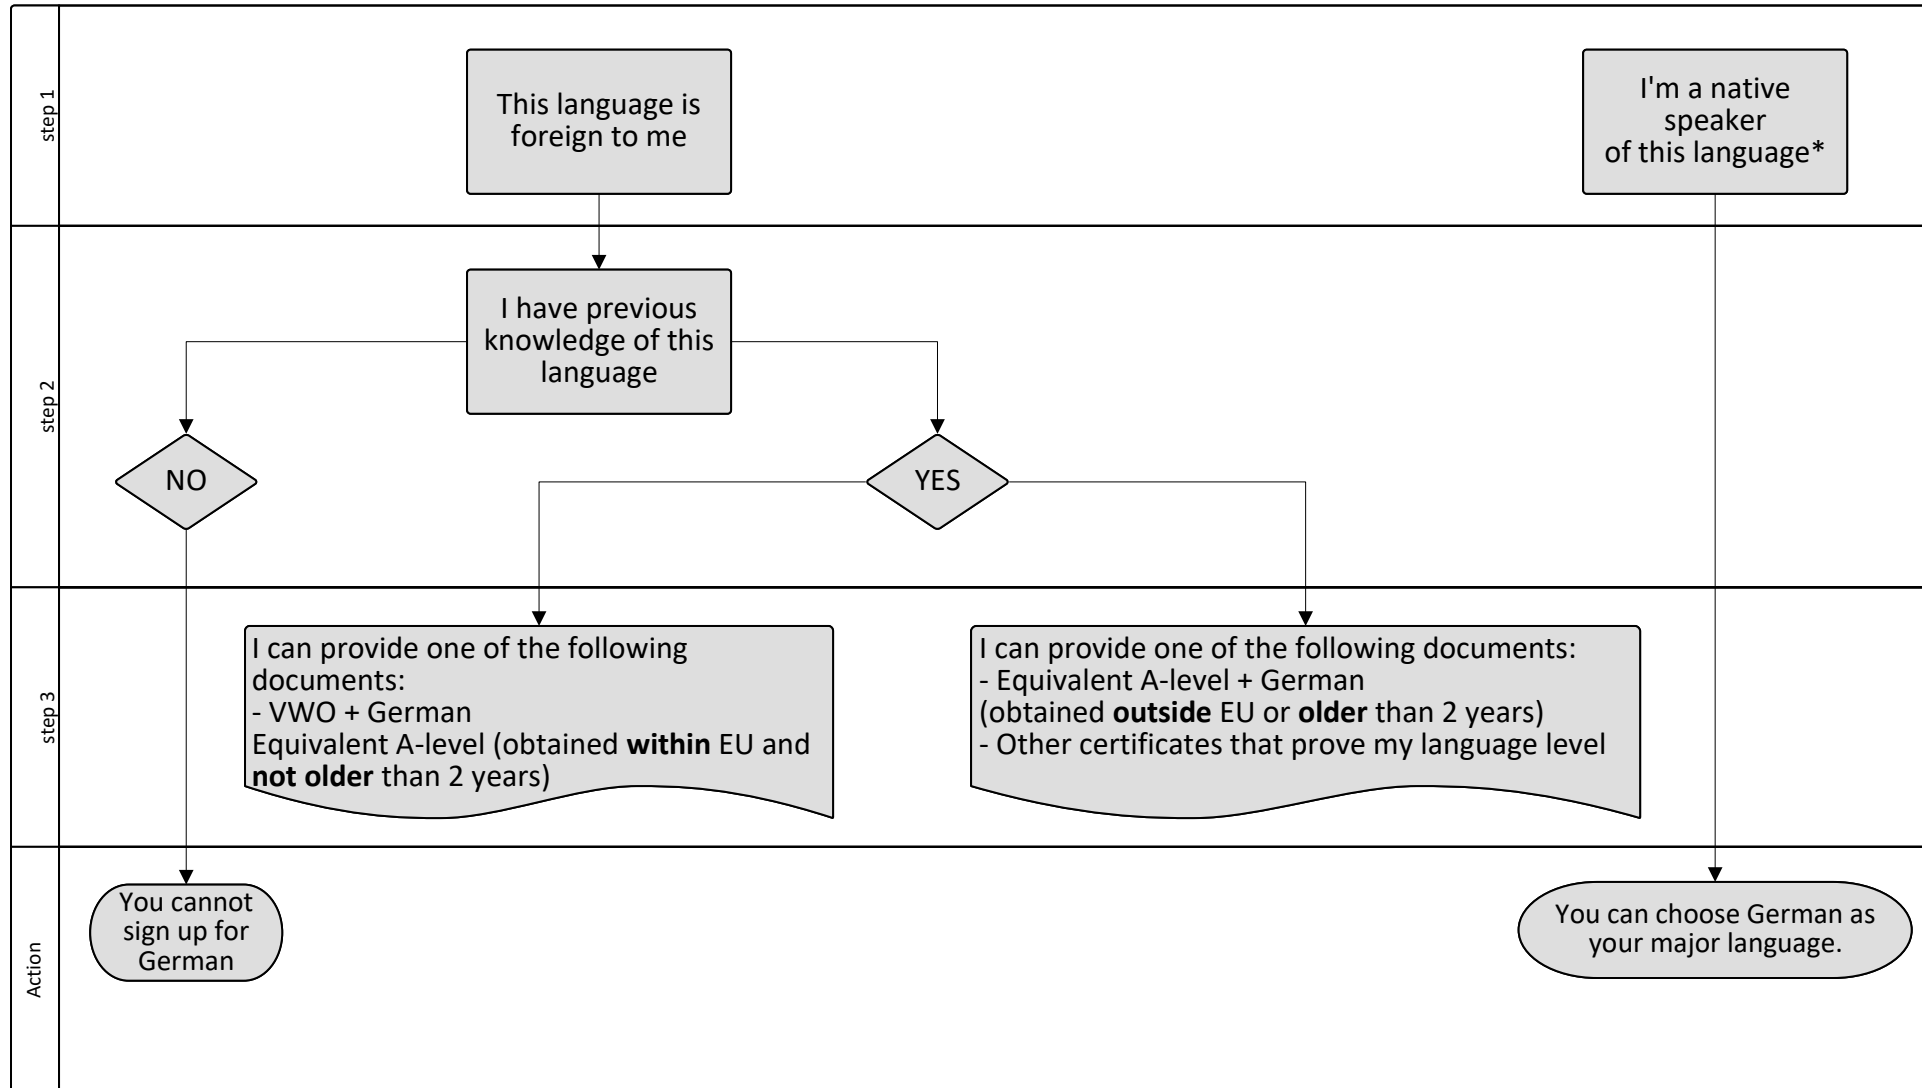 step 1
This language is
foreign to me
I'm a native
speaker
of this language*
step 2
I have previous
knowledge of this
language
NO
YES
step 3
I can provide one of the following
documents:
- VWO + German
Equivalent A-level (obtained within EU and
not older than 2 years)
I can provide one of the following documents:
- Equivalent A-level + German
(obtained outside EU or older than 2 years)
- Other certificates that prove my language level
Action
You cannot
sign up for
German
You can choose German as
your major language.